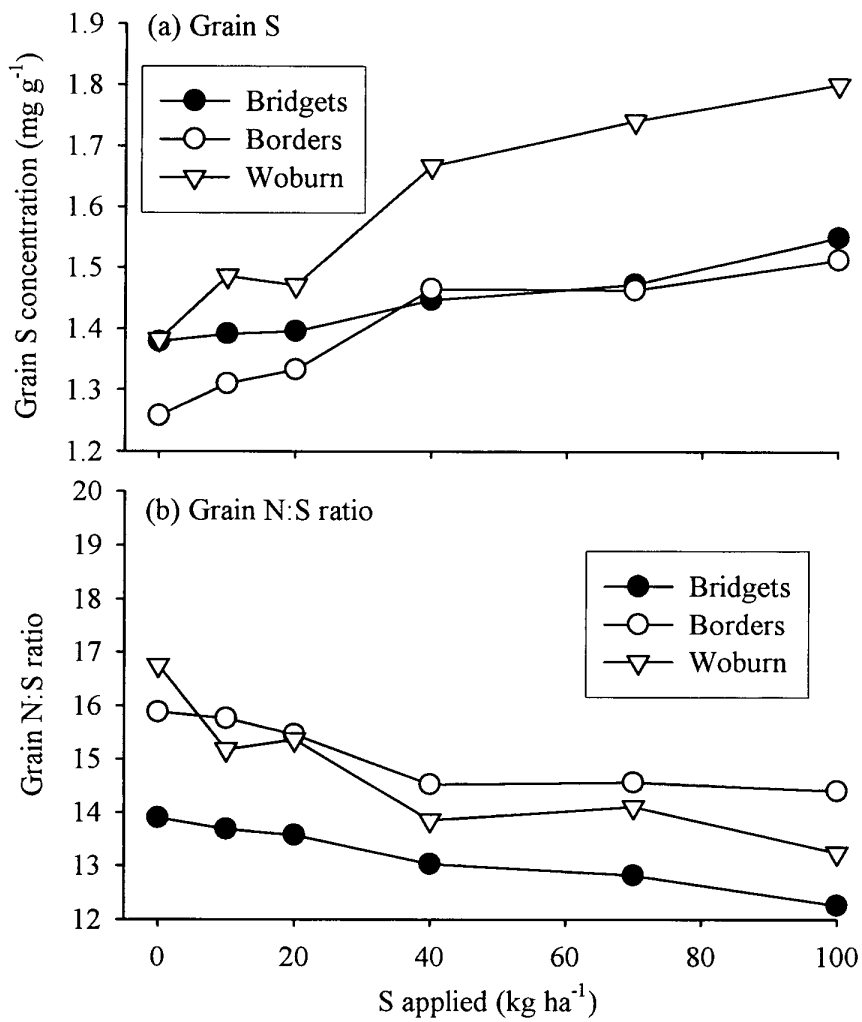 (a) Grain S
Bridgets
Borders
Woburn
Grain S concentration (mg g⁻¹)
1.9
1.8
1.7
1.6
1.5
1.4
1.3
1.2
(b) Grain N:S ratio
Bridgets
Borders
Woburn
Grain N:S ratio
20
19
18
17
16
15
14
13
12
0 20 40 60 80 100
S applied (kg ha⁻¹)